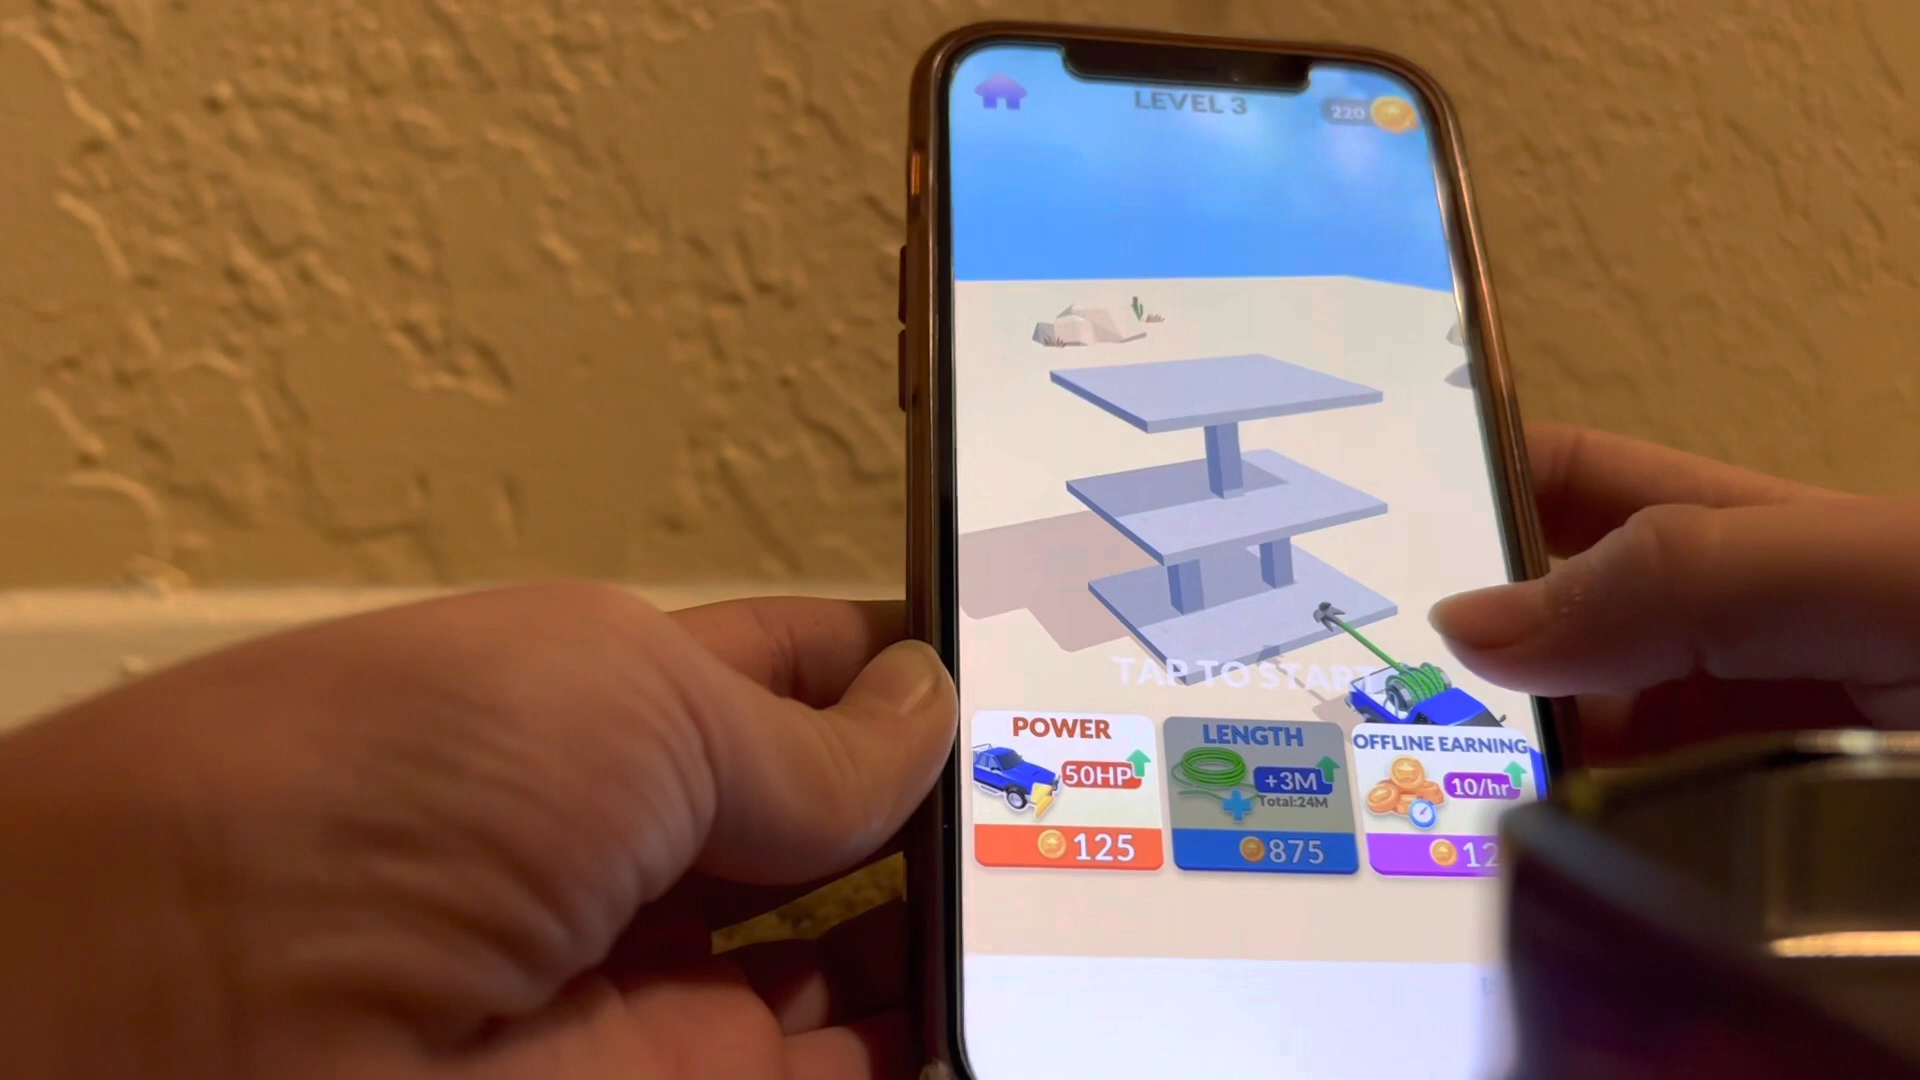 LEVEL 3
220
TAP TO START
POWER
50HP
125
LENGTH
+3M
Total:24M
875
OFFLINE EARNING
10/hr